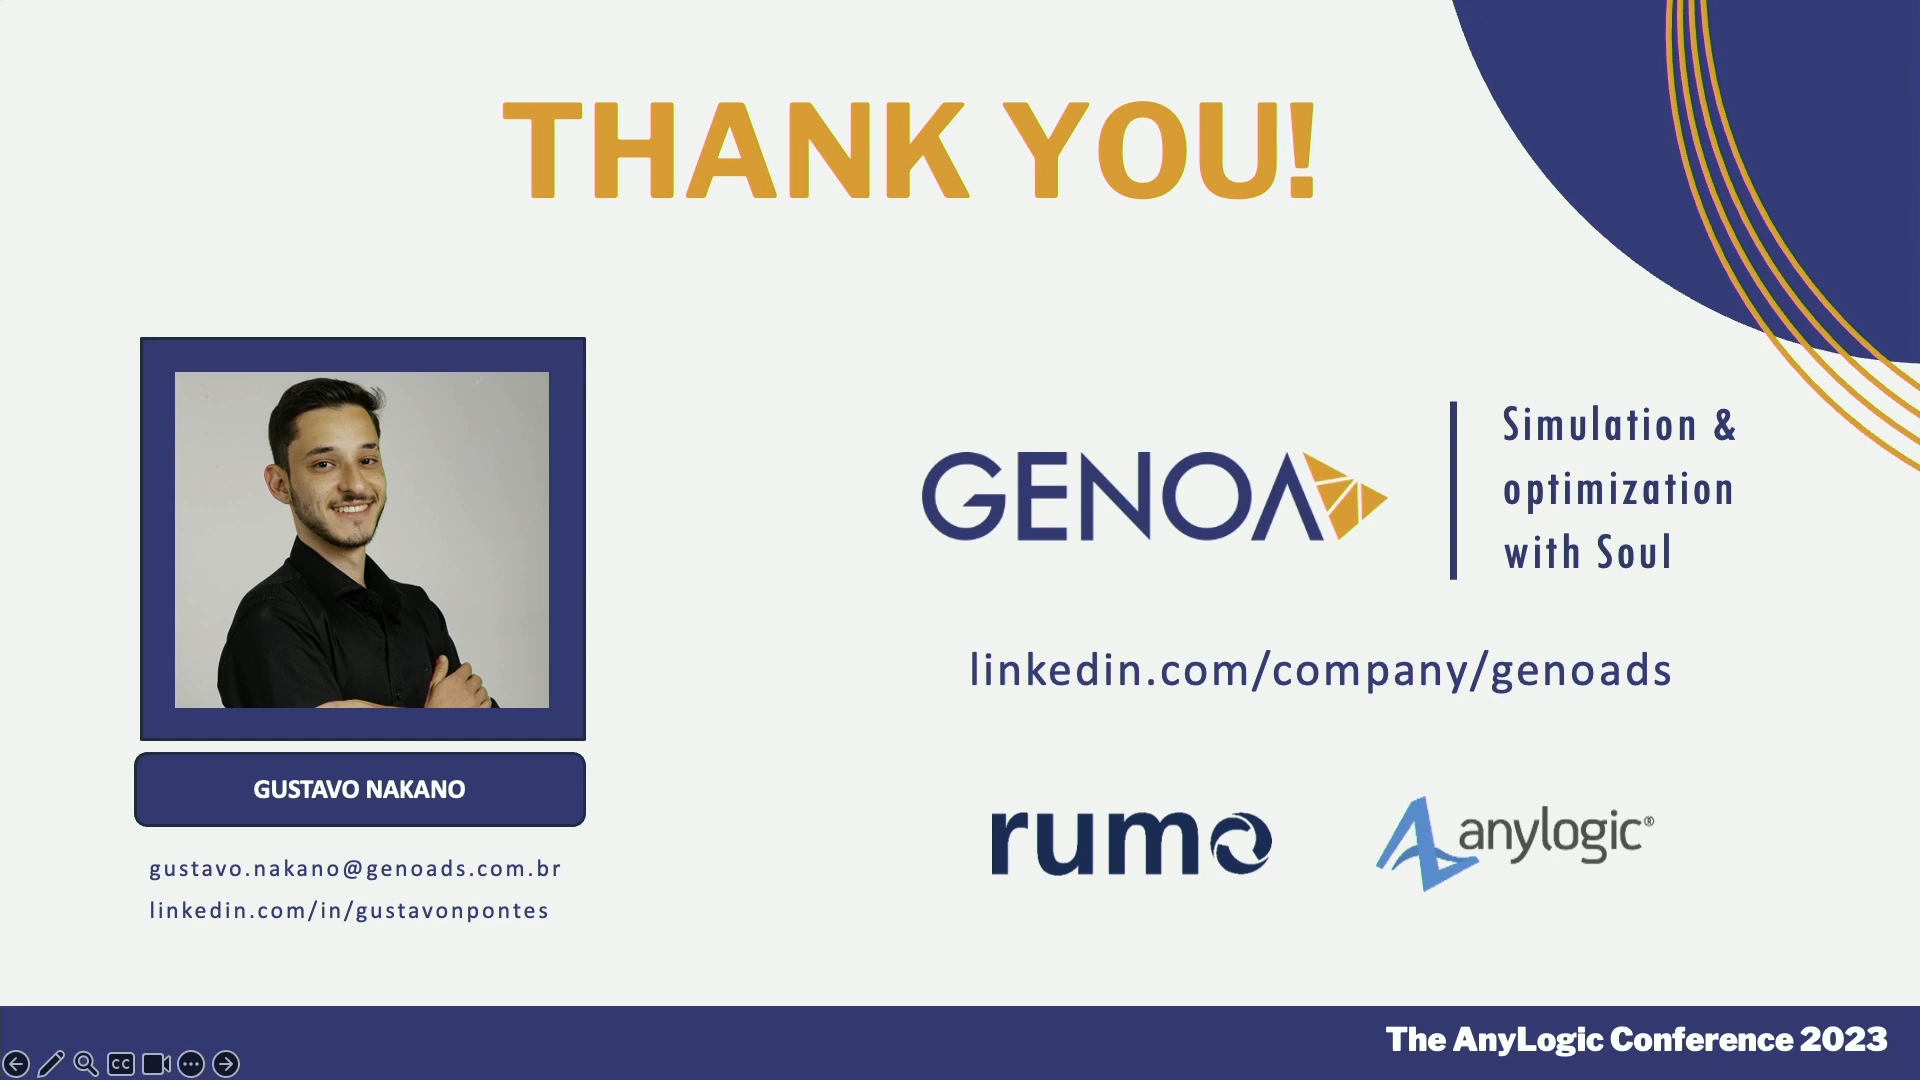 THANK YOU!
GENOA
Simulation &
optimization
with Soul
linkedin.com/company/genoads
GUSTAVO NAKANO
gustavo.nakano@genoads.com.br
linkedin.com/in/gustavonpontes
rumo
anylogic®
The AnyLogic Conference 2023
CC